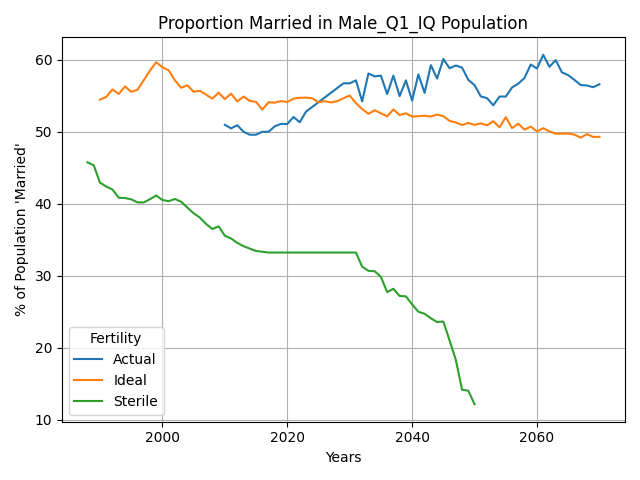 Proportion Married in Male_Q1_IQ Population
% of Population 'Married'
60
50
40
30
20
10
Fertility
Actual
Ideal
Sterile
2000
2020
2040
2060
Years